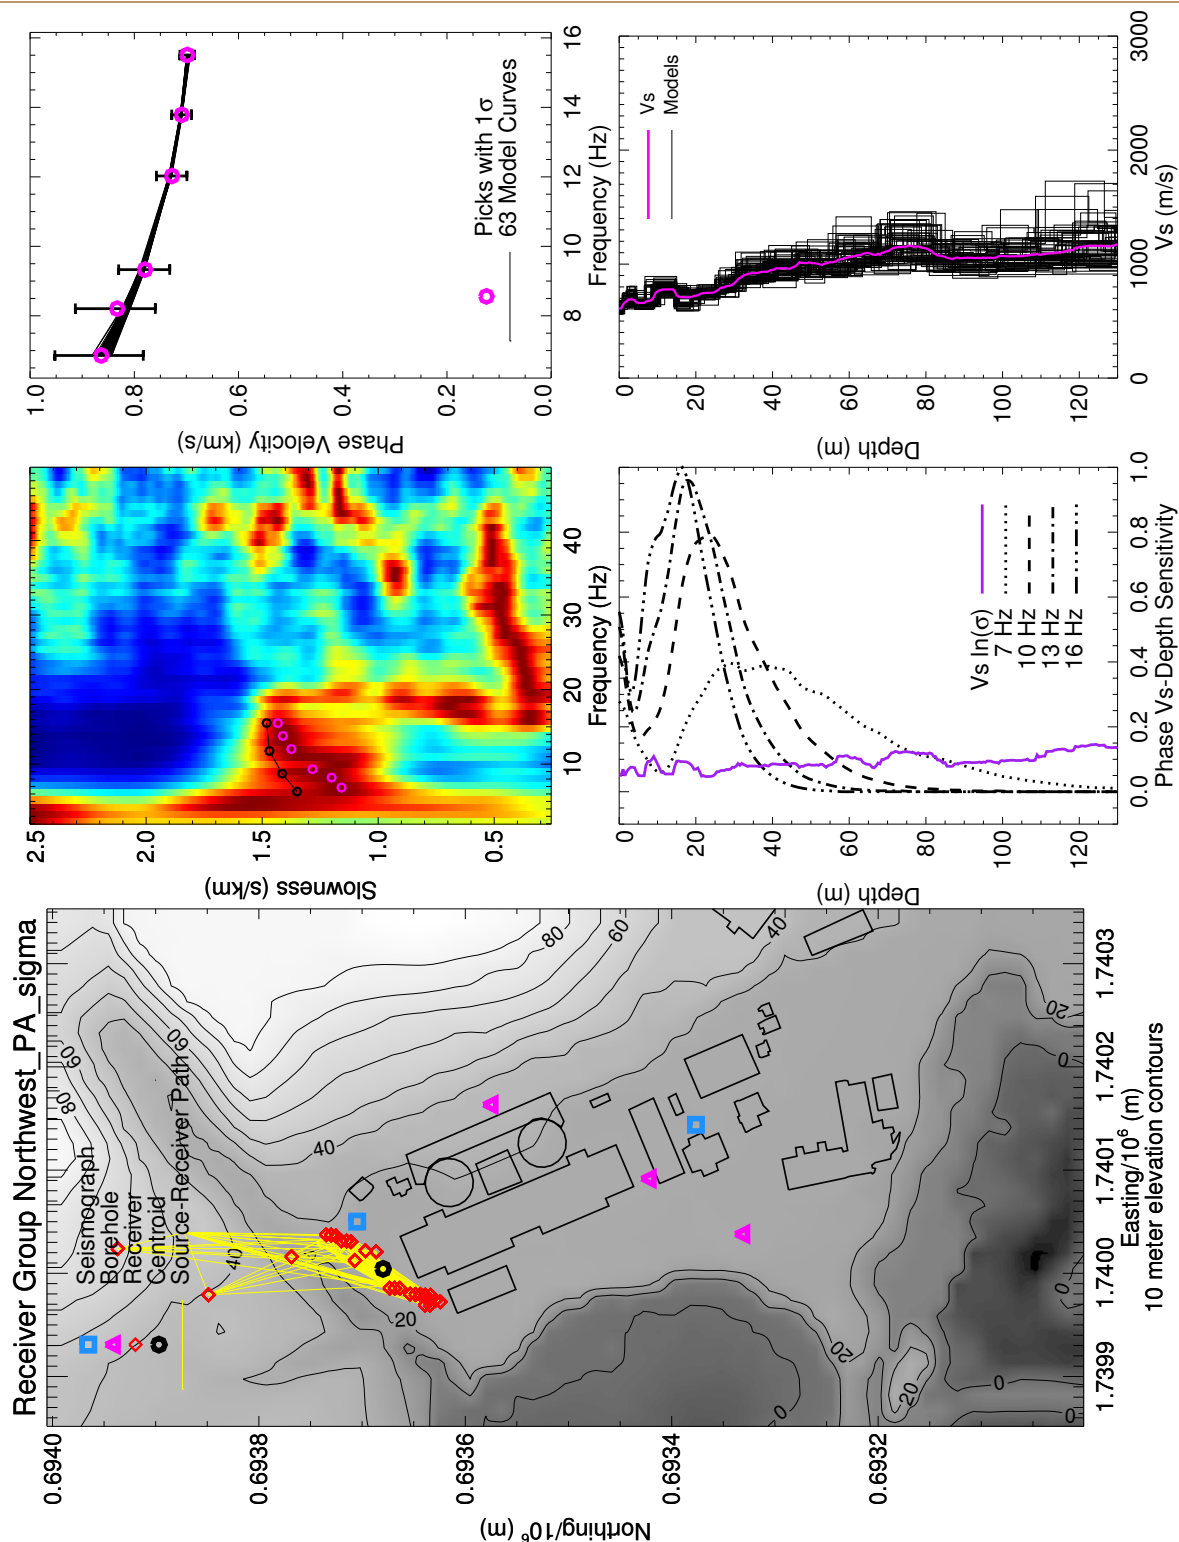 Receiver Group Northwest_PA_sigma
Seismograph
Borehole
Receiver
Centroid
Source-Receiver Path
80
60
60
40
40
20
80
60
40
40
20
0
20
20
0
0
0
20
0
0.6940
0.6938
0.6936
0.6934
0.6932
Northing/10⁶ (m)
1.7399
1.7400
1.7401
1.7402
1.7403
Easting/10⁶ (m)
10 meter elevation contours
2.5
2.0
1.5
1.0
0.5
Slowness (s/km)
10
20
30
40
Frequency (Hz)
1.0
0.8
0.6
0.4
0.2
0.0
Phase Velocity (km/s)
8
10
12
14
16
Frequency (Hz)
Picks with 1σ
63 Model Curves
0
20
40
60
80
100
120
Depth (m)
0.0
0.2
0.4
0.6
0.8
1.0
Phase Vs-Depth Sensitivity
Vs ln(σ)
7 Hz
10 Hz
13 Hz
16 Hz
0
20
40
60
80
100
120
Depth (m)
0
1000
2000
3000
Vs (m/s)
Vs
Models